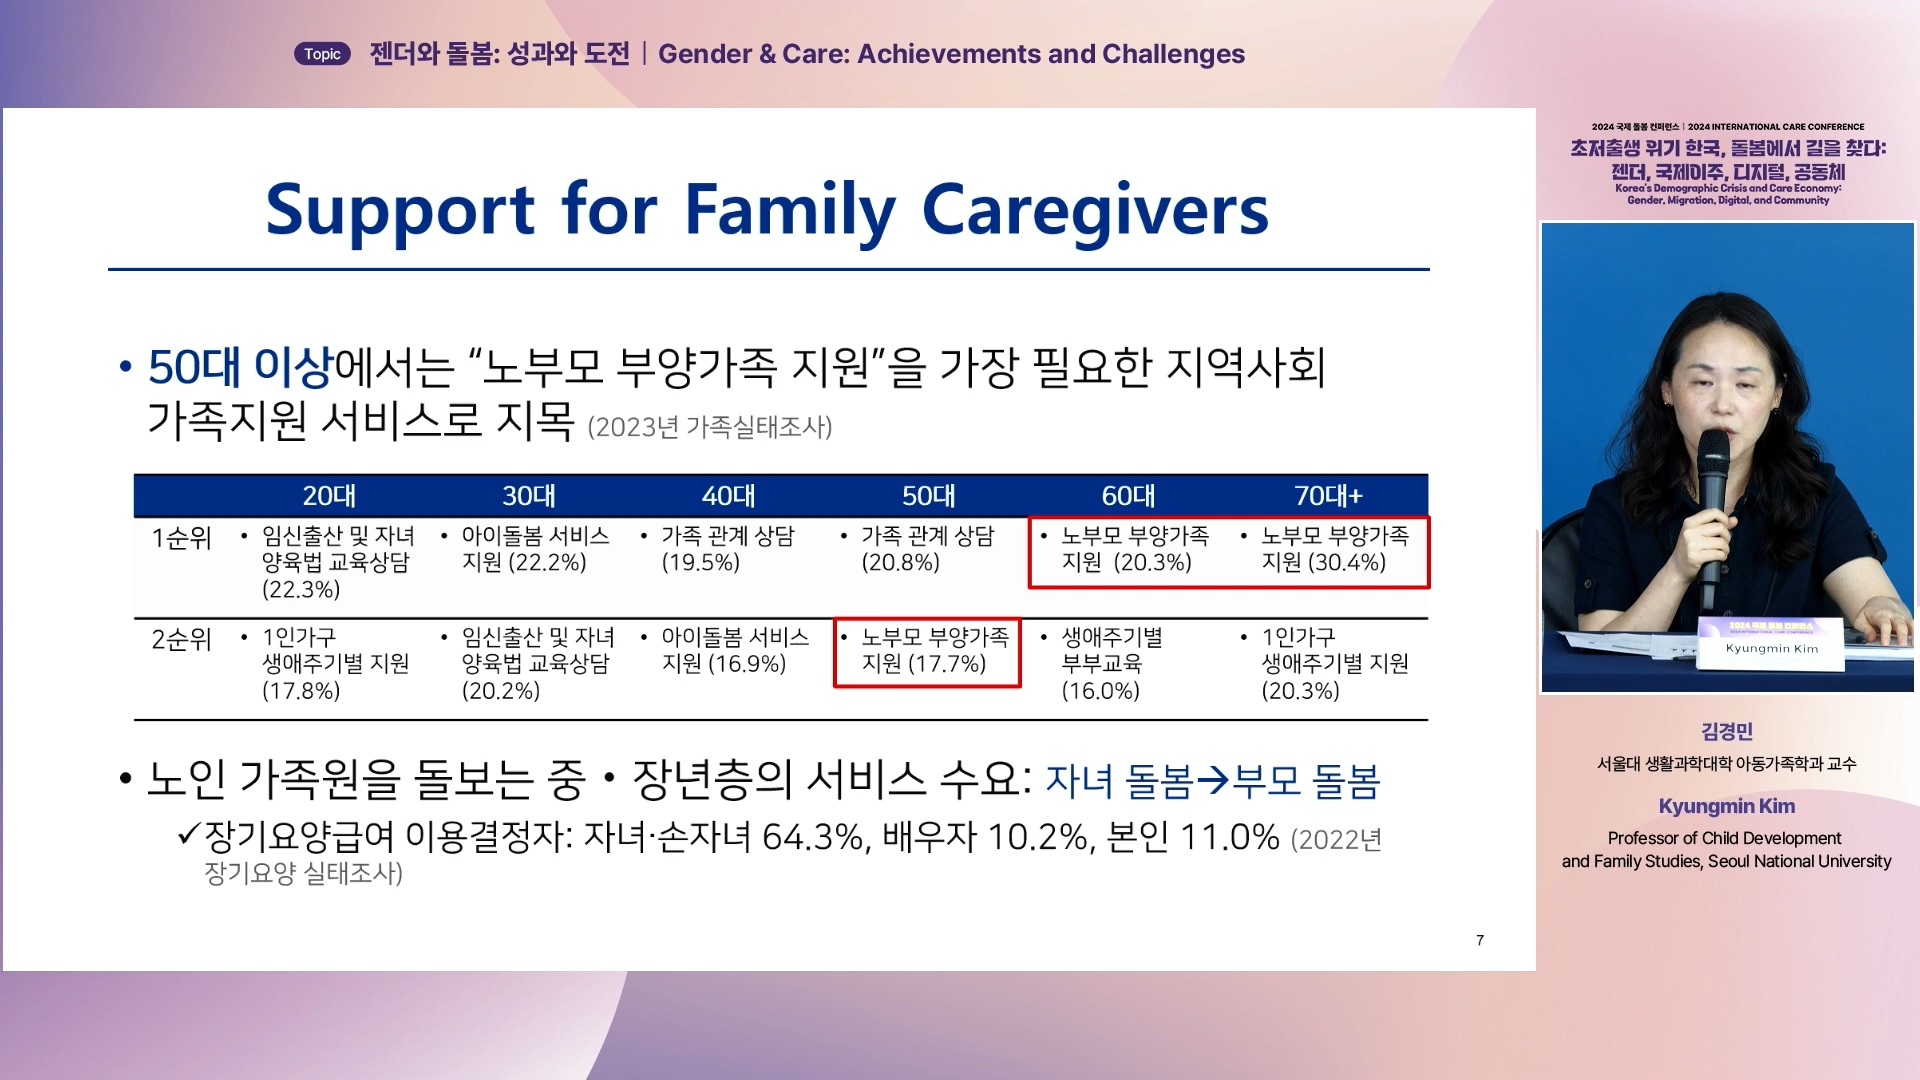 Topic 젠더와 돌봄: 성과와 도전 | Gender & Care: Achievements and Challenges
2024 국제 돌봄 컨퍼런스 | 2024 INTERNATIONAL CARE CONFERENCE
초저출생 위기 한국, 돌봄에서 길을 찾다:
젠더, 국제이주, 디지털, 공동체
Korea's Demographic Crisis and Care Economy:
Gender, Migration, Digital, and Community
Support for Family Caregivers
• 50대 이상에서는 “노부모 부양가족 지원”을 가장 필요한 지역사회
가족지원 서비스로 지목 (2023년 가족실태조사)
20대 30대 40대 50대 60대 70대+
1순위
• 임신출산 및 자녀
양육법 교육상담
(22.3%)
• 아이돌봄 서비스
지원 (22.2%)
• 가족 관계 상담
(19.5%)
• 가족 관계 상담
(20.8%)
• 노부모 부양가족
지원 (20.3%)
• 노부모 부양가족
지원 (30.4%)
2순위
• 1인가구
생애주기별 지원
(17.8%)
• 임신출산 및 자녀
양육법 교육상담
(20.2%)
• 아이돌봄 서비스
지원 (16.9%)
• 노부모 부양가족
지원 (17.7%)
• 생애주기별
부부교육
(16.0%)
• 1인가구
생애주기별 지원
(20.3%)
• 노인 가족원을 돌보는 중・장년층의 서비스 수요: 자녀 돌봄→부모 돌봄
✓장기요양급여 이용결정자: 자녀·손자녀 64.3%, 배우자 10.2%, 본인 11.0% (2022년
장기요양 실태조사)
7
2024 국제 돌봄 컨퍼런스
2024 INTERNATIONAL CARE CONFERENCE
Kyungmin Kim
김경민
서울대 생활과학대학 아동가족학과 교수
Kyungmin Kim
Professor of Child Development
and Family Studies, Seoul National University